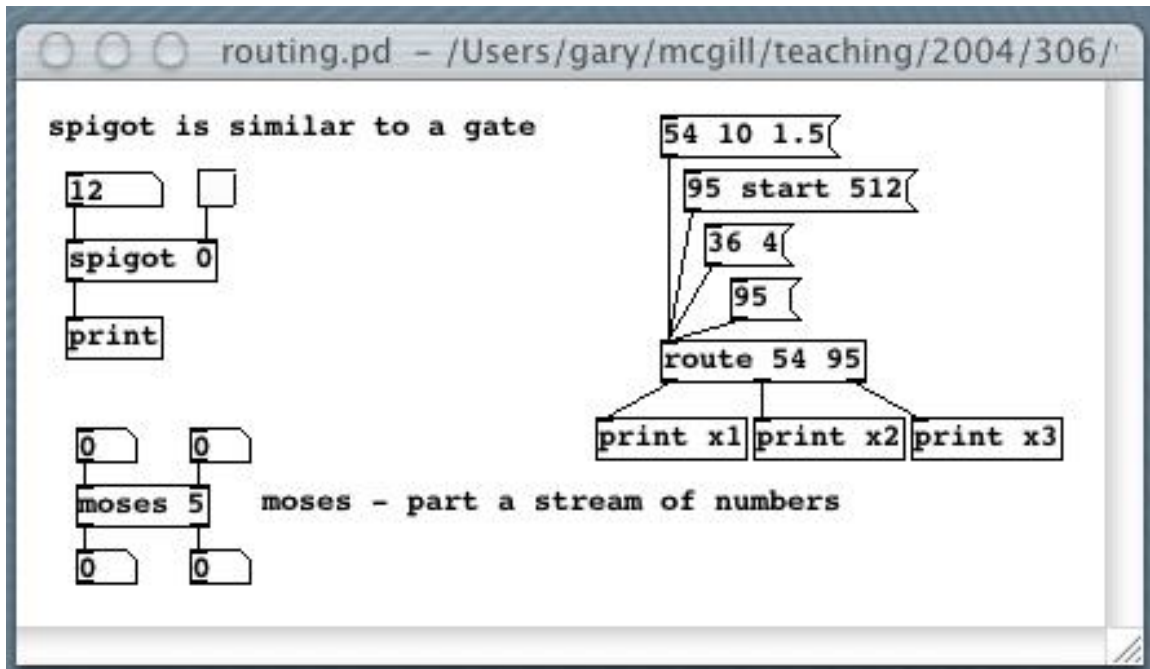 routing.pd – /Users/gary/mcgill/teaching/2004/306/
spigot is similar to a gate
12
spigot 0
print
54 10 1.5
95 start 512
36 4
95
route 54 95
print x1 print x2 print x3
0 0
moses 5
moses - part a stream of numbers
0 0